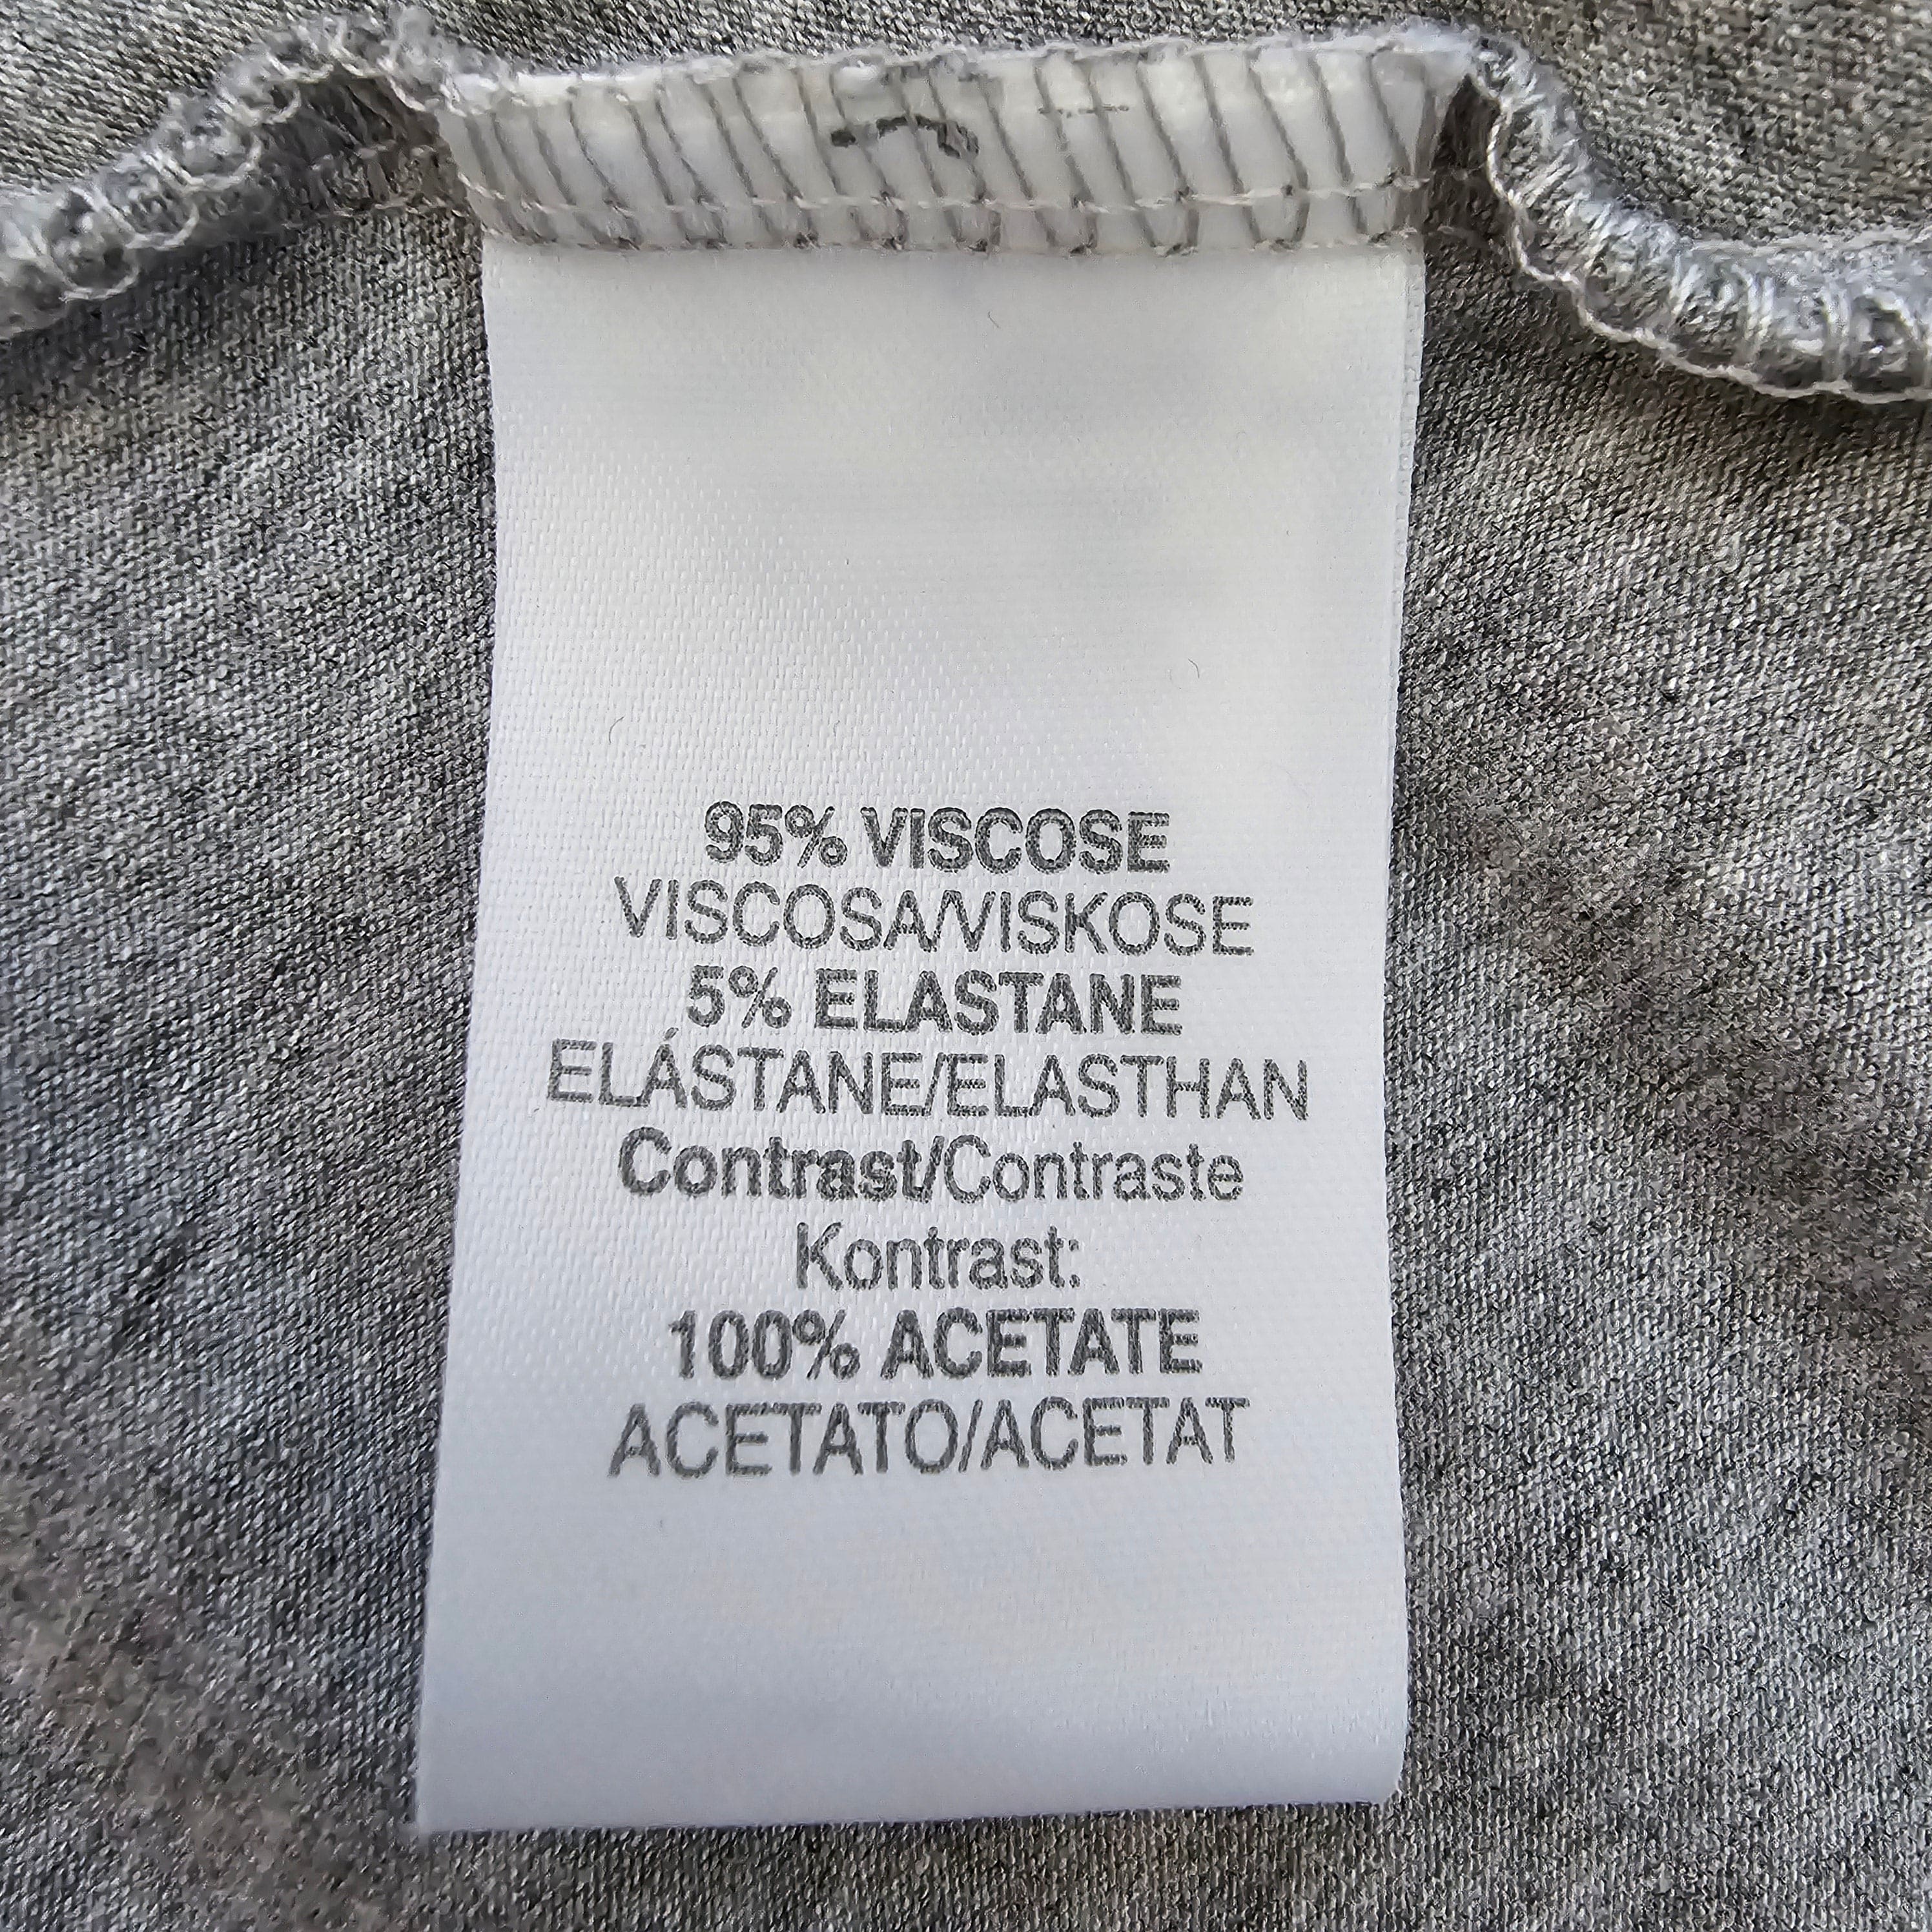 95% VISCOSE
VISCOSA/VISKOSE
5% ELASTANE
ELÁSTANE/ELASTHAN
Contrast/Contraste
Kontrast:
100% ACETATE
ACETATO/ACETAT